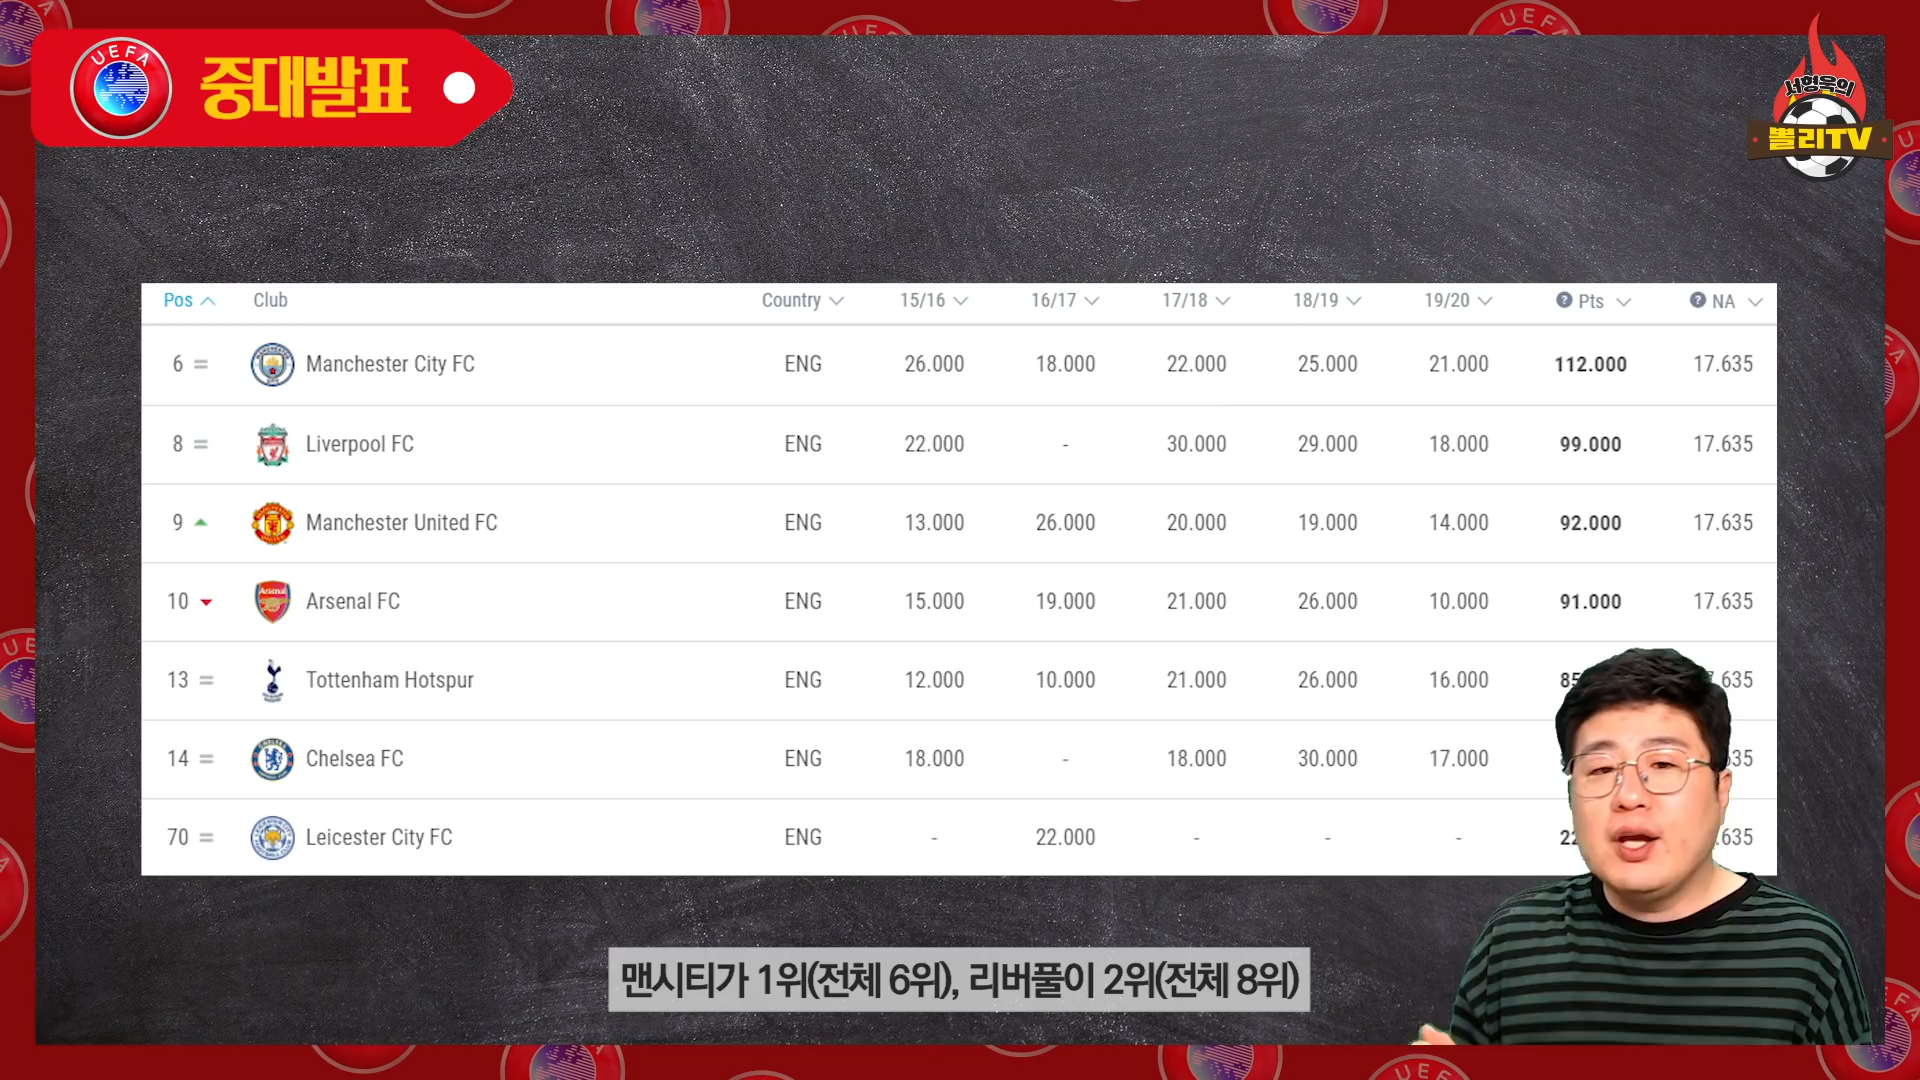 UEFA
중대발표
서형욱의
뽈리TV
Pos Club Country 15/16 16/17 17/18 18/19 19/20 Pts NA
6 = Manchester City FC ENG 26.000 18.000 22.000 25.000 21.000 112.000 17.635
8 = Liverpool FC ENG 22.000 - 30.000 29.000 18.000 99.000 17.635
9 Manchester United FC ENG 13.000 26.000 20.000 19.000 14.000 92.000 17.635
10 Arsenal FC ENG 15.000 19.000 21.000 26.000 10.000 91.000 17.635
13 = Tottenham Hotspur ENG 12.000 10.000 21.000 26.000 16.000
14 = Chelsea FC ENG 18.000 - 18.000 30.000 17.000
70 = Leicester City FC ENG - 22.000 - - -
맨시티가 1위(전체 6위), 리버풀이 2위(전체 8위)